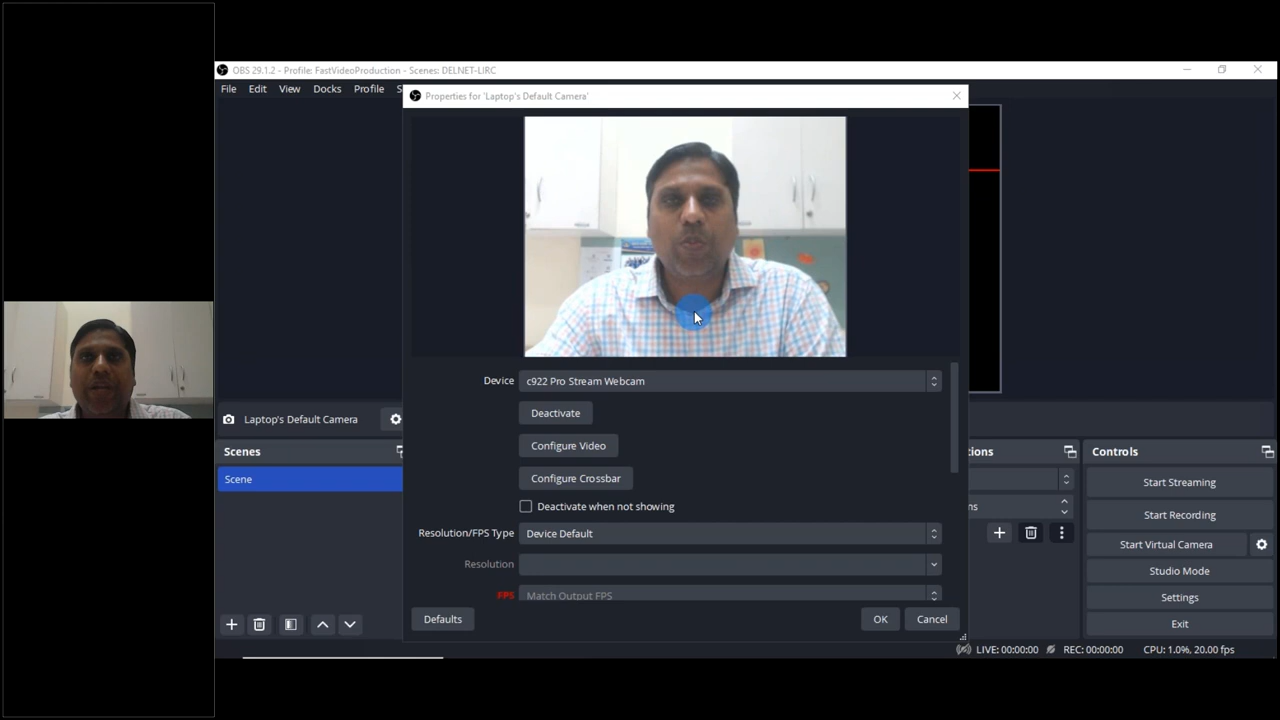 OBS 29.1.2 - Profile: FastVideoProduction - Scenes: DELNET-LIRC
File Edit View Docks Profile S
Properties for 'Laptop's Default Camera'
Device c922 Pro Stream Webcam
Deactivate
Configure Video
Configure Crossbar
Deactivate when not showing
Resolution/FPS Type Device Default
Resolution
FPS Match Output FPS
Defaults OK Cancel
Laptop's Default Camera
Scenes
Scene
tions
ns
Controls
Start Streaming
Start Recording
Start Virtual Camera
Studio Mode
Settings
Exit
LIVE: 00:00:00 REC: 00:00:00 CPU: 1.0%, 20.00 fps